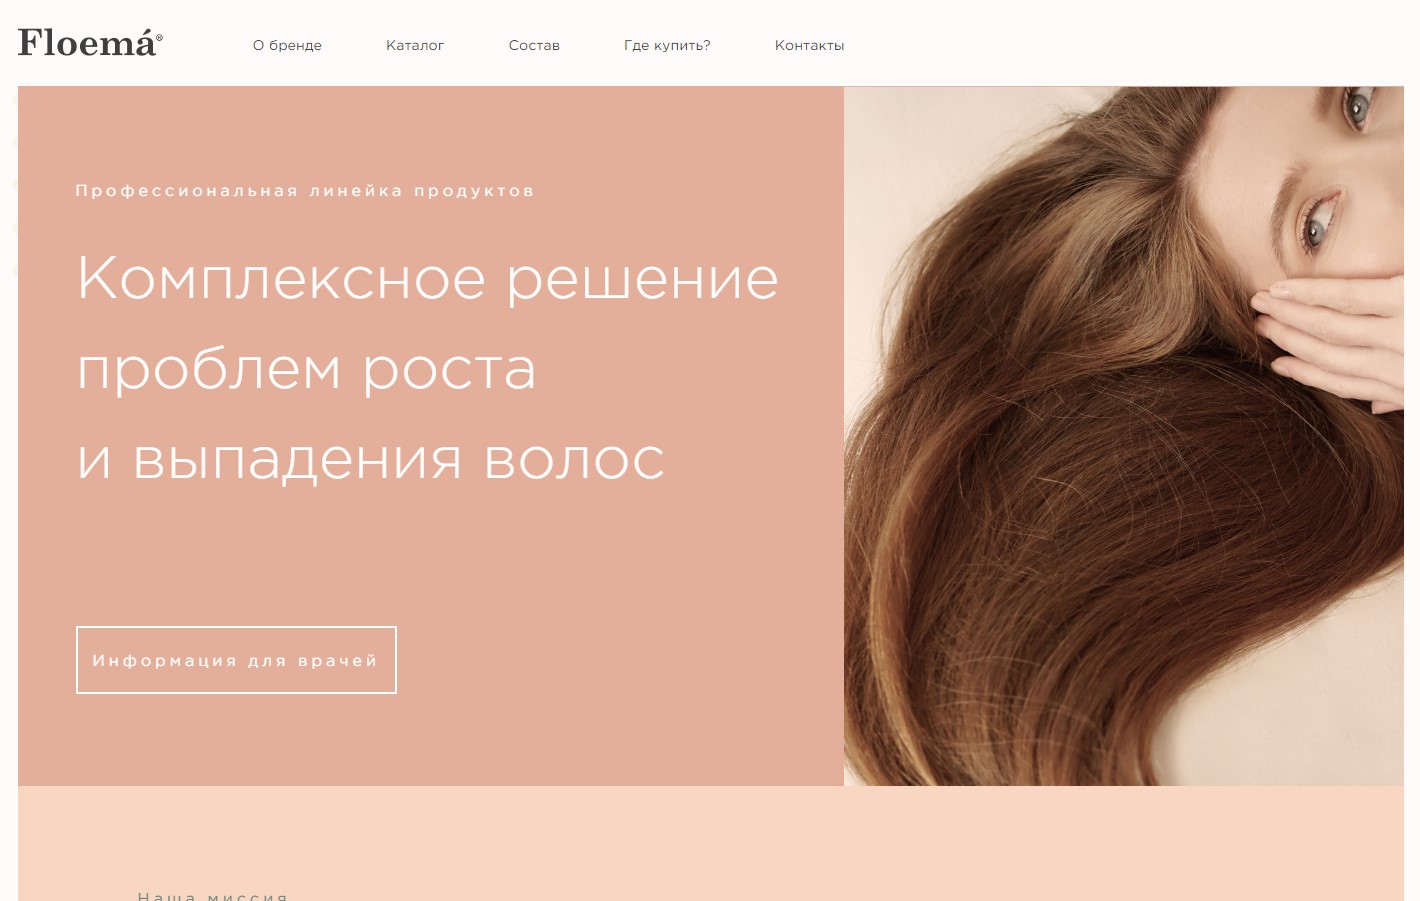 Floemá®
О бренде
Каталог
Состав
Где купить?
Контакты
Профессиональная линейка продуктов
Комплексное решение
проблем роста
и выпадения волос
Информация для врачей
Наша миссия